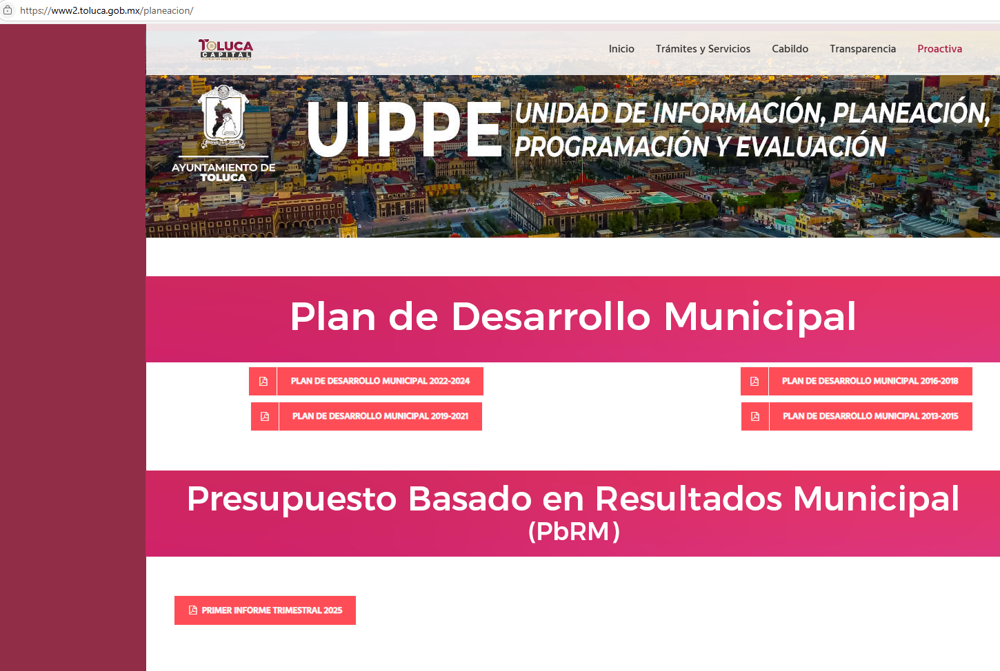 https://www2.toluca.gob.mx/planeacion/
TOLUCA
CAPITAL
Inicio Trámites y Servicios Cabildo Transparencia Proactiva
AYUNTAMIENTO DE
TOLUCA
UIPPE
UNIDAD DE INFORMACIÓN, PLANEACIÓN,
PROGRAMACIÓN Y EVALUACIÓN
Plan de Desarrollo Municipal
PLAN DE DESARROLLO MUNICIPAL 2022-2024
PLAN DE DESARROLLO MUNICIPAL 2016-2018
PLAN DE DESARROLLO MUNICIPAL 2019-2021
PLAN DE DESARROLLO MUNICIPAL 2013-2015
Presupuesto Basado en Resultados Municipal
(PbRM)
PRIMER INFORME TRIMESTRAL 2025